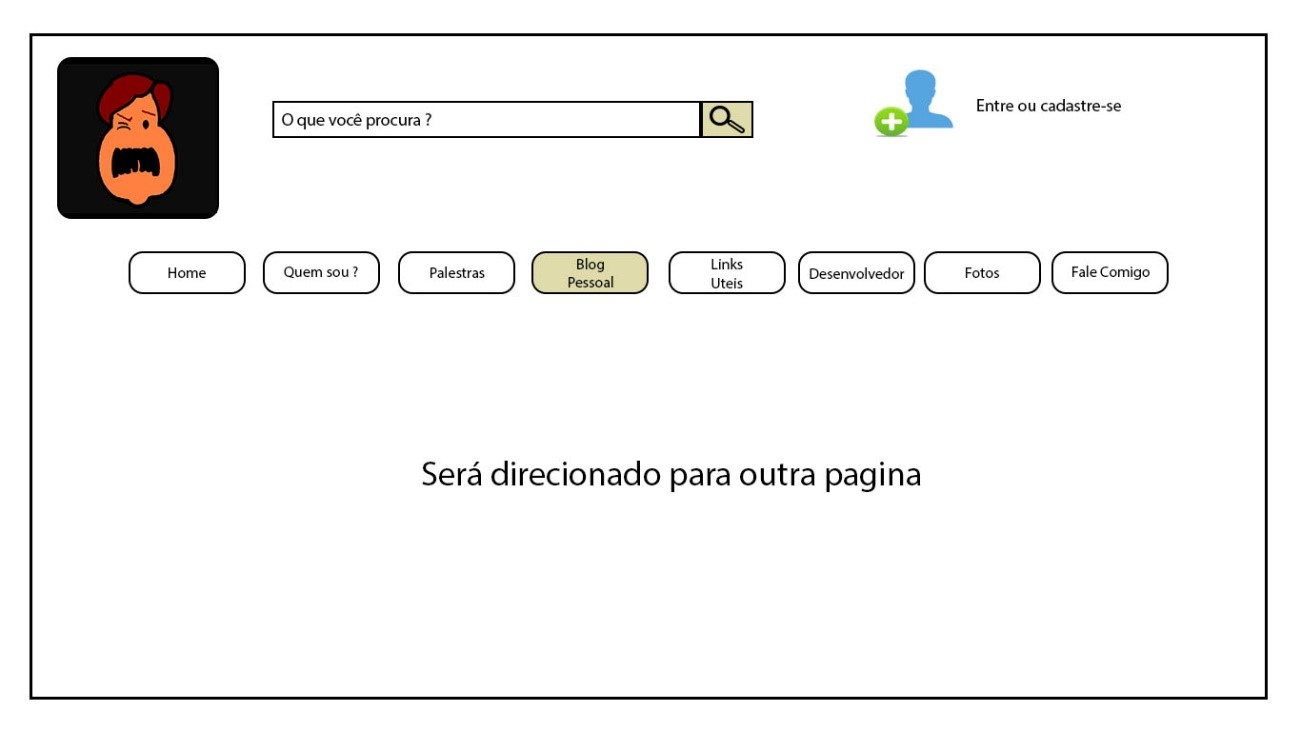 O que você procura ?
Entre ou cadastre-se
Home
Quem sou ?
Palestras
Blog
Pessoal
Links
Uteis
Desenvolvedor
Fotos
Fale Comigo
Será direcionado para outra pagina